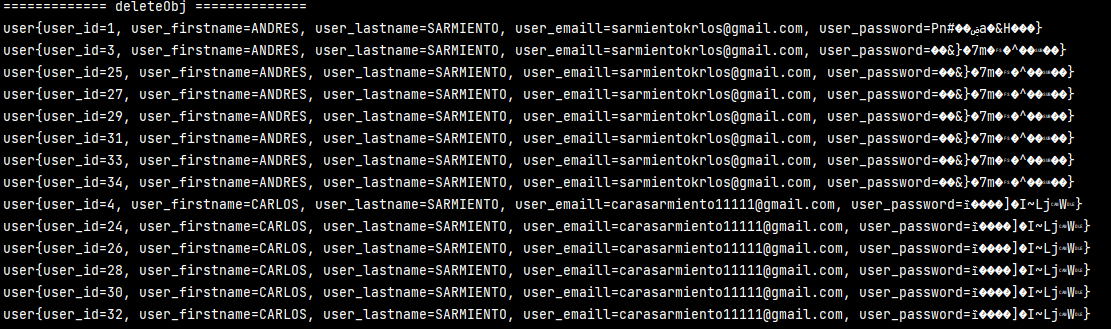 ============= deleteObj ==============
user{user_id=1, user_firstname=ANDRES, user_lastname=SARMIENTO, user_emaill=sarmientokrlos@gmail.com, user_password=Pn#��ض֥a�&H���}
user{user_id=3, user_firstname=ANDRES, user_lastname=SARMIENTO, user_emaill=sarmientokrlos@gmail.com, user_password=��&}�7m��^����}
user{user_id=25, user_firstname=ANDRES, user_lastname=SARMIENTO, user_emaill=sarmientokrlos@gmail.com, user_password=��&}�7m��^����}
user{user_id=27, user_firstname=ANDRES, user_lastname=SARMIENTO, user_emaill=sarmientokrlos@gmail.com, user_password=��&}�7m��^����}
user{user_id=29, user_firstname=ANDRES, user_lastname=SARMIENTO, user_emaill=sarmientokrlos@gmail.com, user_password=��&}�7m��^����}
user{user_id=31, user_firstname=ANDRES, user_lastname=SARMIENTO, user_emaill=sarmientokrlos@gmail.com, user_password=��&}�7m��^����}
user{user_id=33, user_firstname=ANDRES, user_lastname=SARMIENTO, user_emaill=sarmientokrlos@gmail.com, user_password=��&}�7m��^����}
user{user_id=34, user_firstname=ANDRES, user_lastname=SARMIENTO, user_emaill=sarmientokrlos@gmail.com, user_password=��&}�7m��^����}
user{user_id=4, user_firstname=CARLOS, user_lastname=SARMIENTO, user_emaill=carasarmiento11111@gmail.com, user_password=ї����]�I~LjW}
user{user_id=24, user_firstname=CARLOS, user_lastname=SARMIENTO, user_emaill=carasarmiento11111@gmail.com, user_password=ї����]�I~LjW}
user{user_id=26, user_firstname=CARLOS, user_lastname=SARMIENTO, user_emaill=carasarmiento11111@gmail.com, user_password=ї����]�I~LjW}
user{user_id=28, user_firstname=CARLOS, user_lastname=SARMIENTO, user_emaill=carasarmiento11111@gmail.com, user_password=ї����]�I~LjW}
user{user_id=30, user_firstname=CARLOS, user_lastname=SARMIENTO, user_emaill=carasarmiento11111@gmail.com, user_password=ї����]�I~LjW}
user{user_id=32, user_firstname=CARLOS, user_lastname=SARMIENTO, user_emaill=carasarmiento11111@gmail.com, user_password=ї����]�I~LjW}